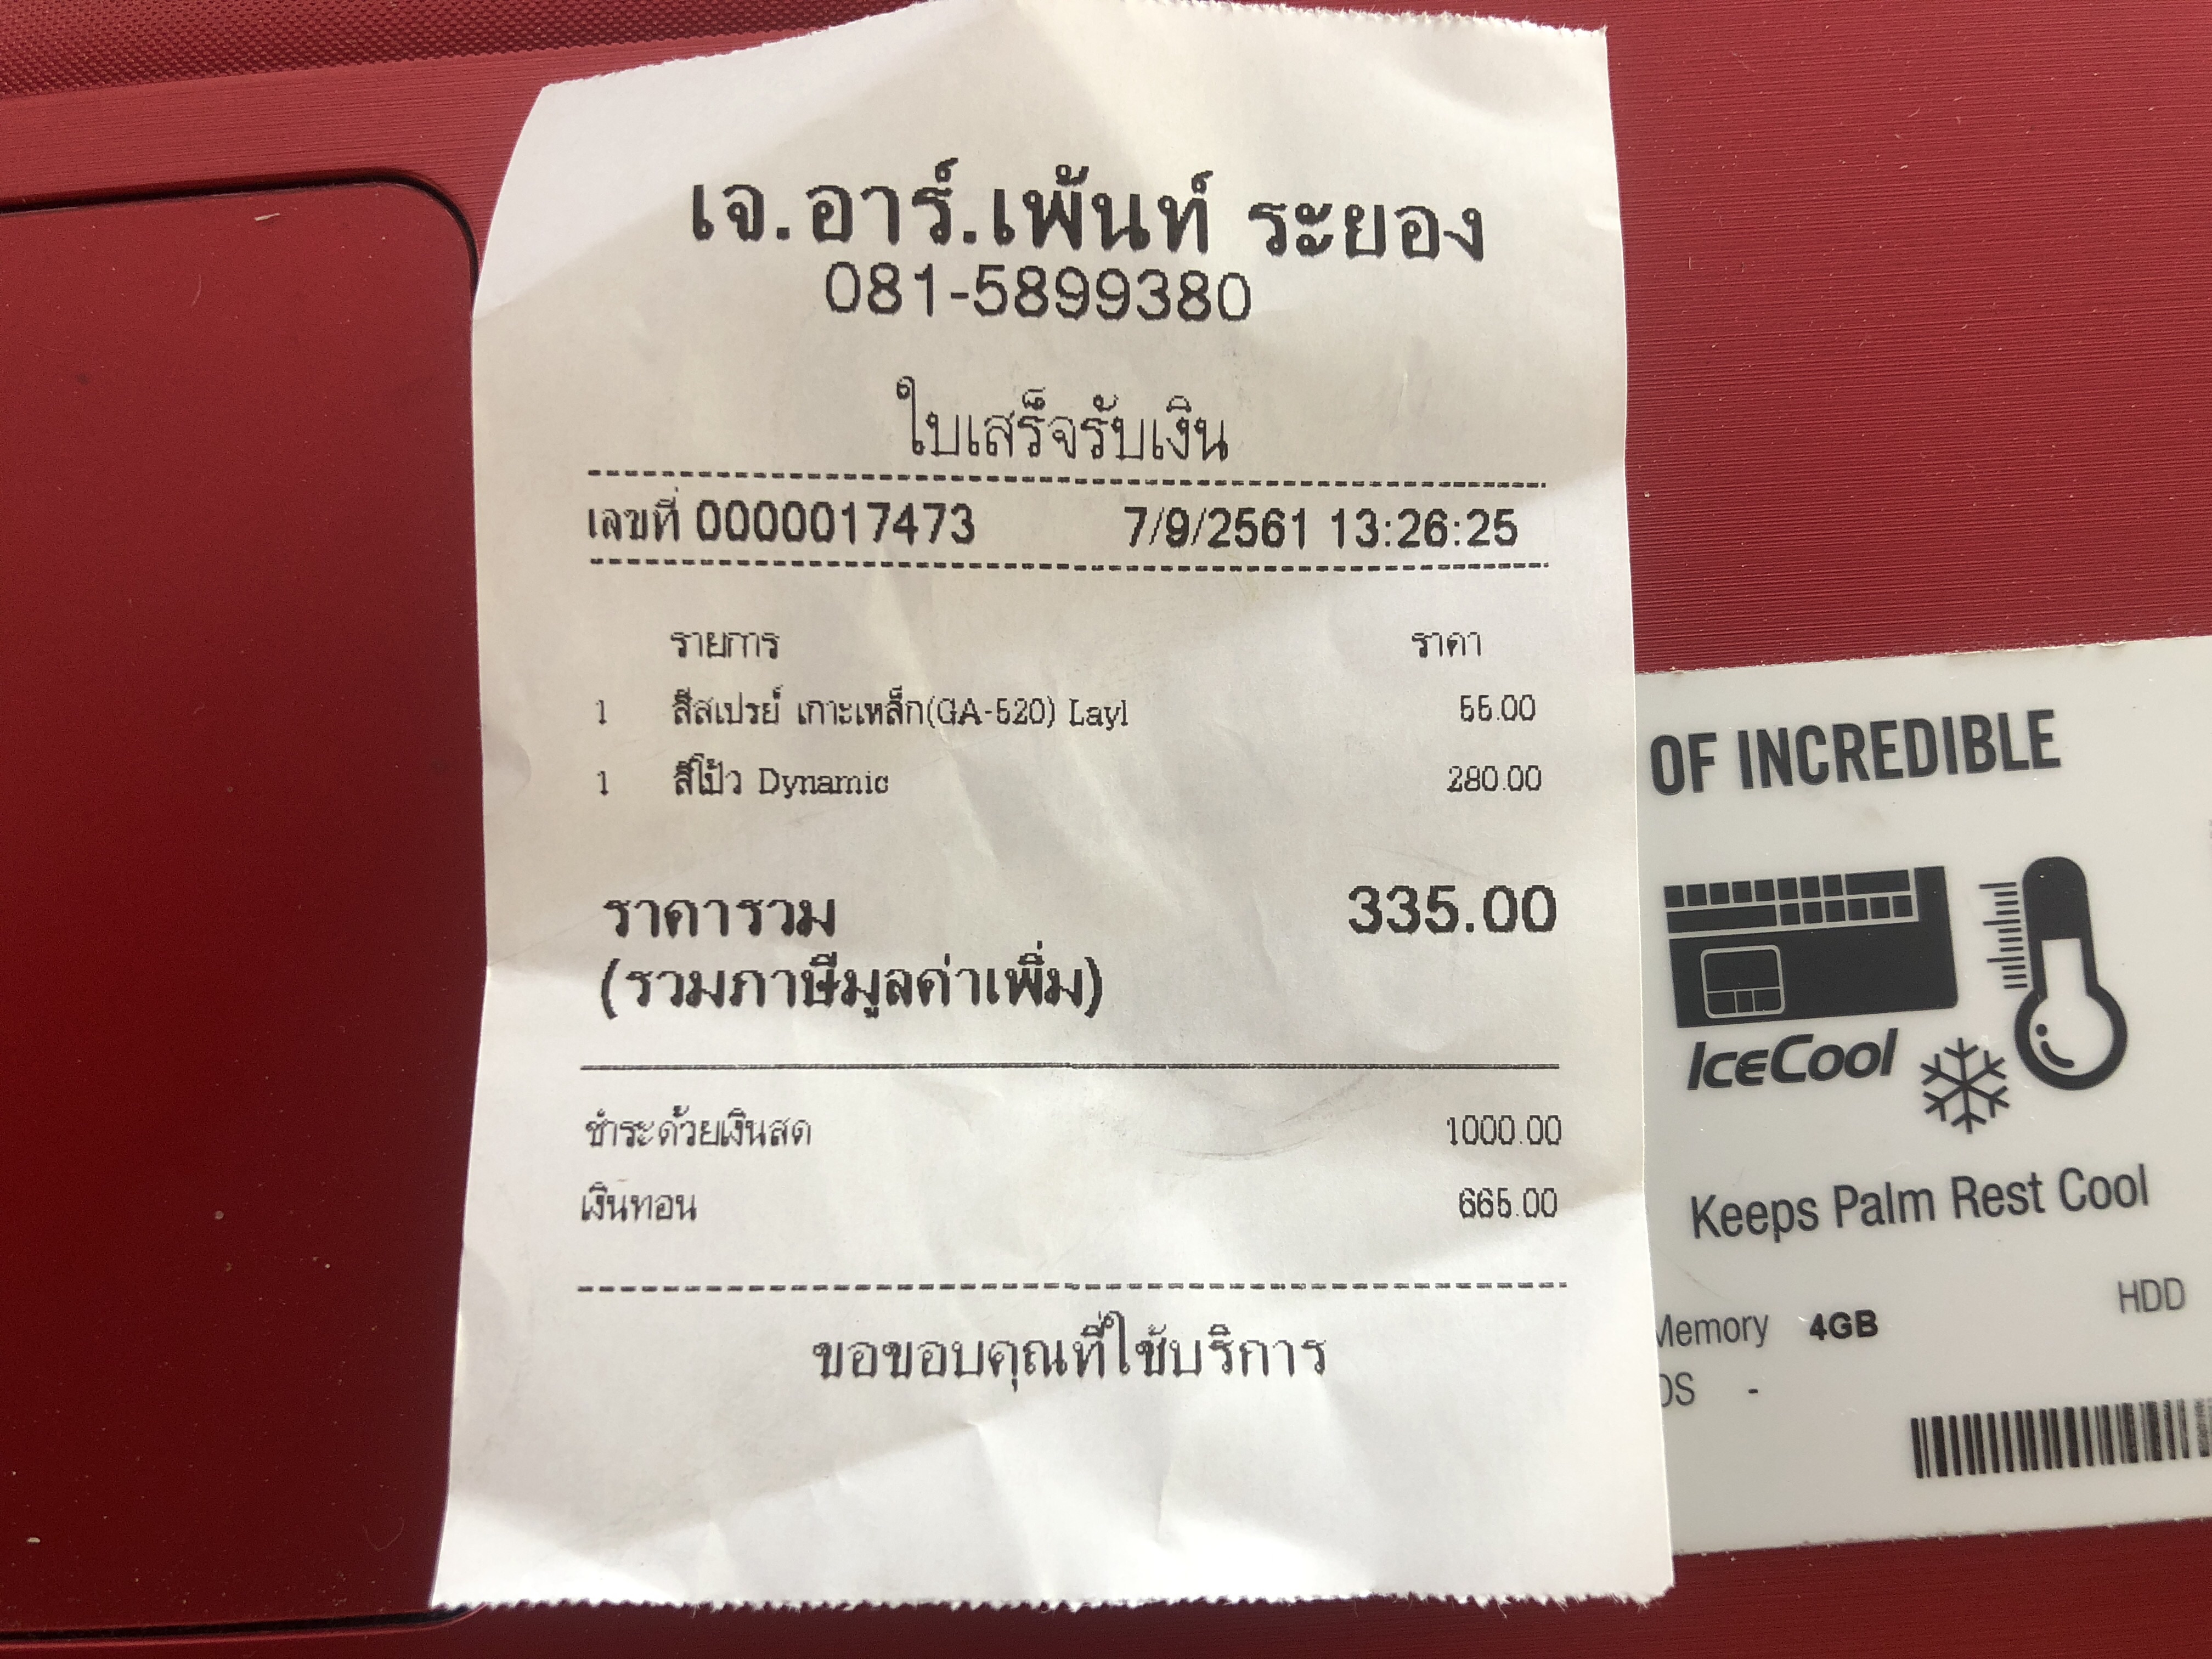 เจ.อาร์.เพ้นท์ ระยอง
081-5899380
ใบเสร็จรับเงิน
เลขที่ 0000017473 7/9/2561 13:26:25
รายการ ราคา
1 สีสเปรย์ เกาะเหล็ก(GA-520) Layl 55.00
1 สีโป้ว Dynamic 280.00
ราคารวม 335.00
(รวมภาษีมูลค่าเพิ่ม)
ชำระด้วยเงินสด 1000.00
เงินทอน 665.00
ขอขอบคุณที่ใช้บริการ
OF INCREDIBLE
IceCool
Keeps Palm Rest Cool
HDD
Memory 4GB
OS -